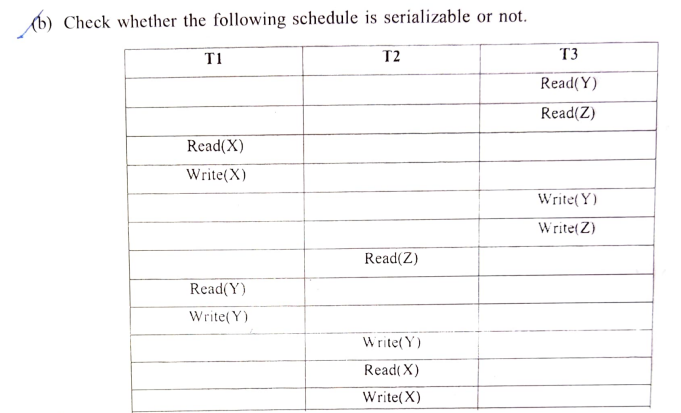 (b) Check whether the following schedule is serializable or not.
T1 T2 T3
Read(Y)
Read(Z)
Read(X)
Write(X)
Write(Y)
Write(Z)
Read(Z)
Read(Y)
Write(Y)
Write(Y)
Read(X)
Write(X)